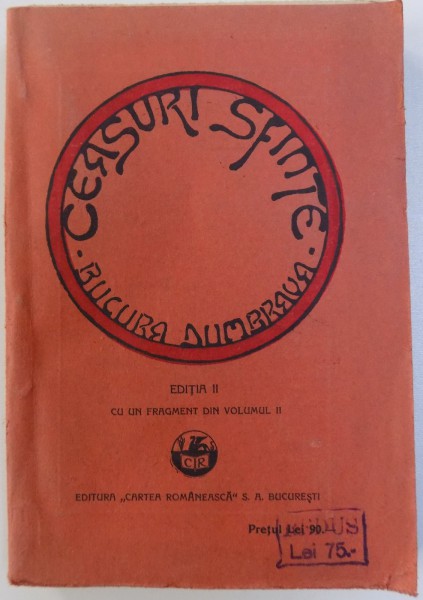 CEASURI SFINTE
· BUCURA DUMBRAVA ·
EDIȚIA II
CU UN FRAGMENT DIN VOLUMUL II
CR
EDITURA „CARTEA ROMÂNEASCĂ“ S. A. BUCUREȘTI
Prețul Lei 90.
REDUS
Lei 75.-